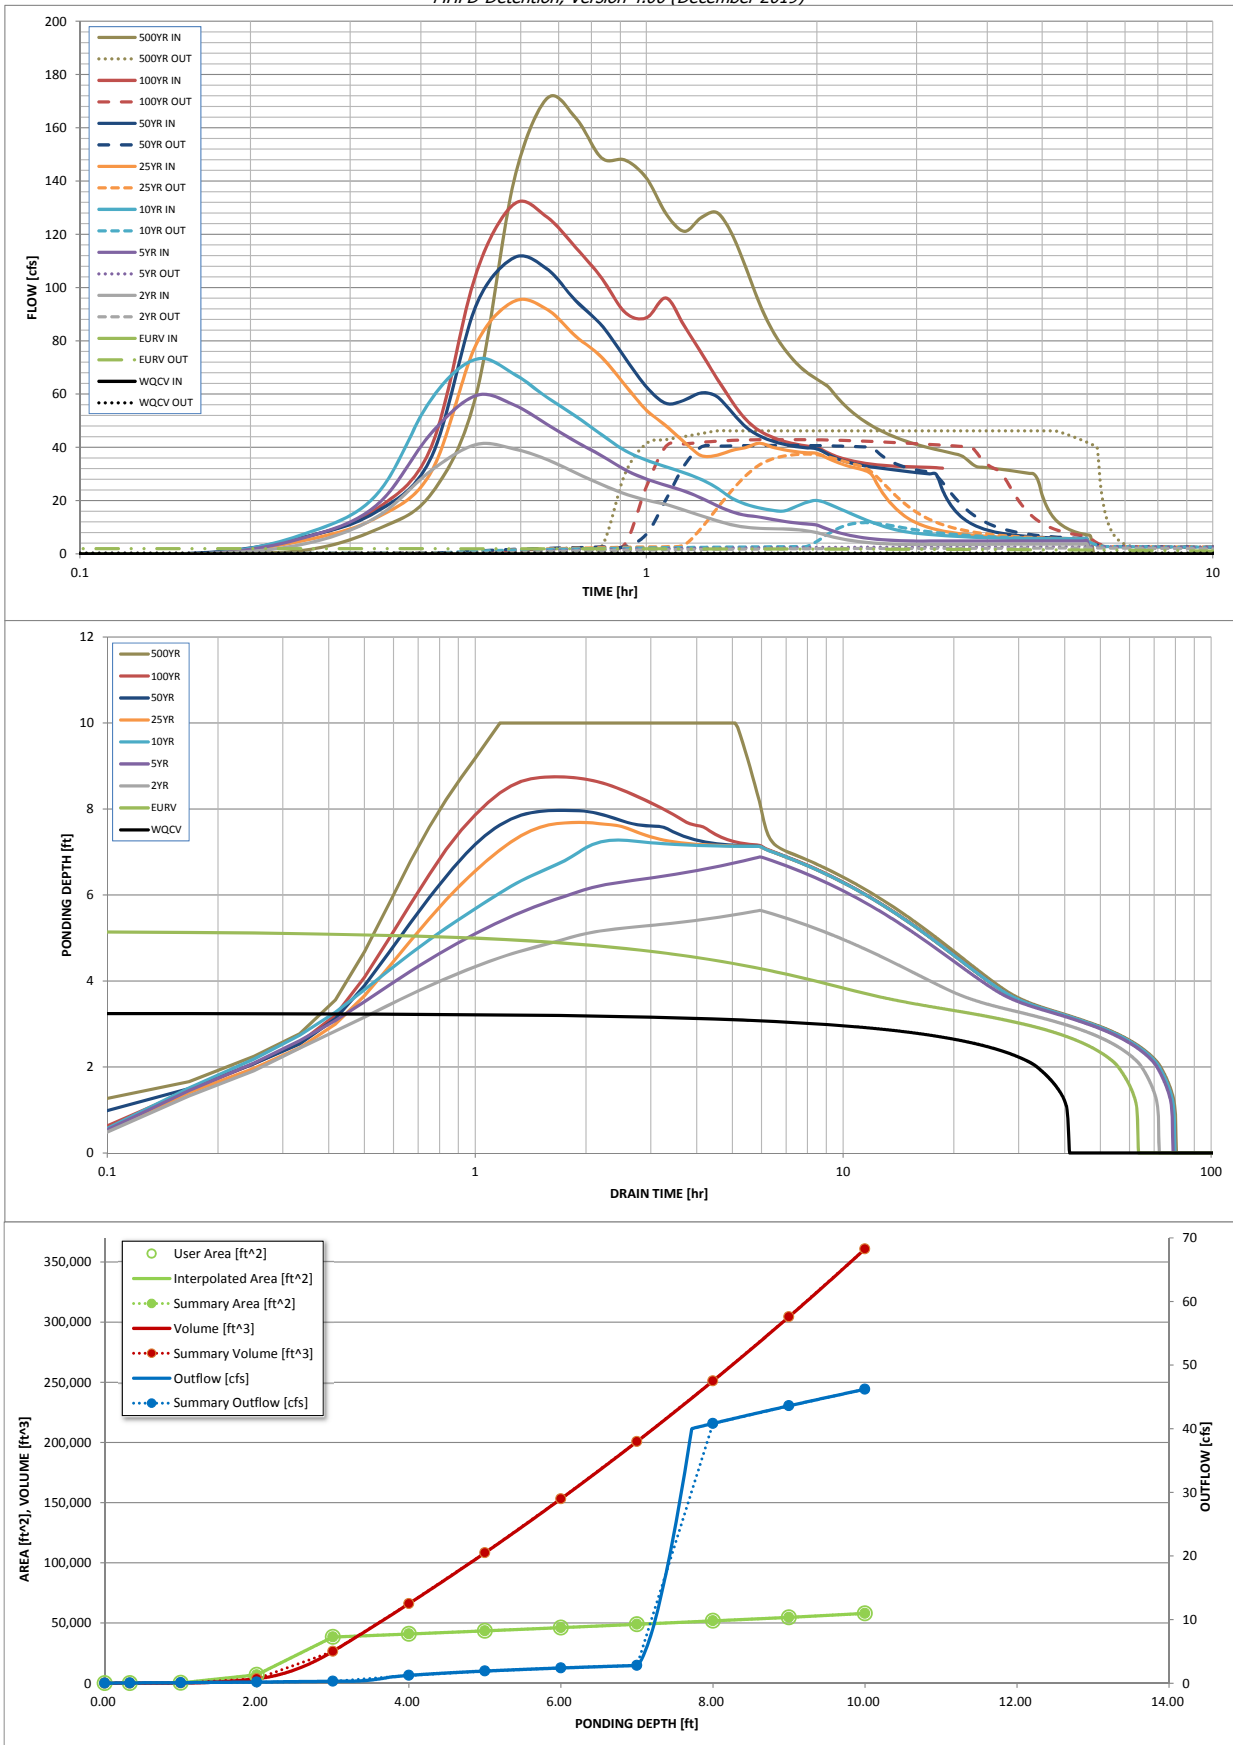 MHFD-Detention, Version 4.00 (December 2019)
200
180
160
140
120
100
80
60
40
20
0
FLOW [cfs]
500YR IN
500YR OUT
100YR IN
100YR OUT
50YR IN
50YR OUT
25YR IN
25YR OUT
10YR IN
10YR OUT
5YR IN
5YR OUT
2YR IN
2YR OUT
EURV IN
EURV OUT
WQCV IN
WQCV OUT
0.1
1
10
TIME [hr]
12
10
8
6
4
2
0
PONDING DEPTH [ft]
500YR
100YR
50YR
25YR
10YR
5YR
2YR
EURV
WQCV
0.1
1
10
100
DRAIN TIME [hr]
350,000
300,000
250,000
200,000
150,000
100,000
50,000
0
AREA [ft^2], VOLUME [ft^3]
User Area [ft^2]
Interpolated Area [ft^2]
Summary Area [ft^2]
Volume [ft^3]
Summary Volume [ft^3]
Outflow [cfs]
Summary Outflow [cfs]
70
60
50
40
30
20
10
0
OUTFLOW [cfs]
0.00
2.00
4.00
6.00
8.00
10.00
12.00
14.00
PONDING DEPTH [ft]